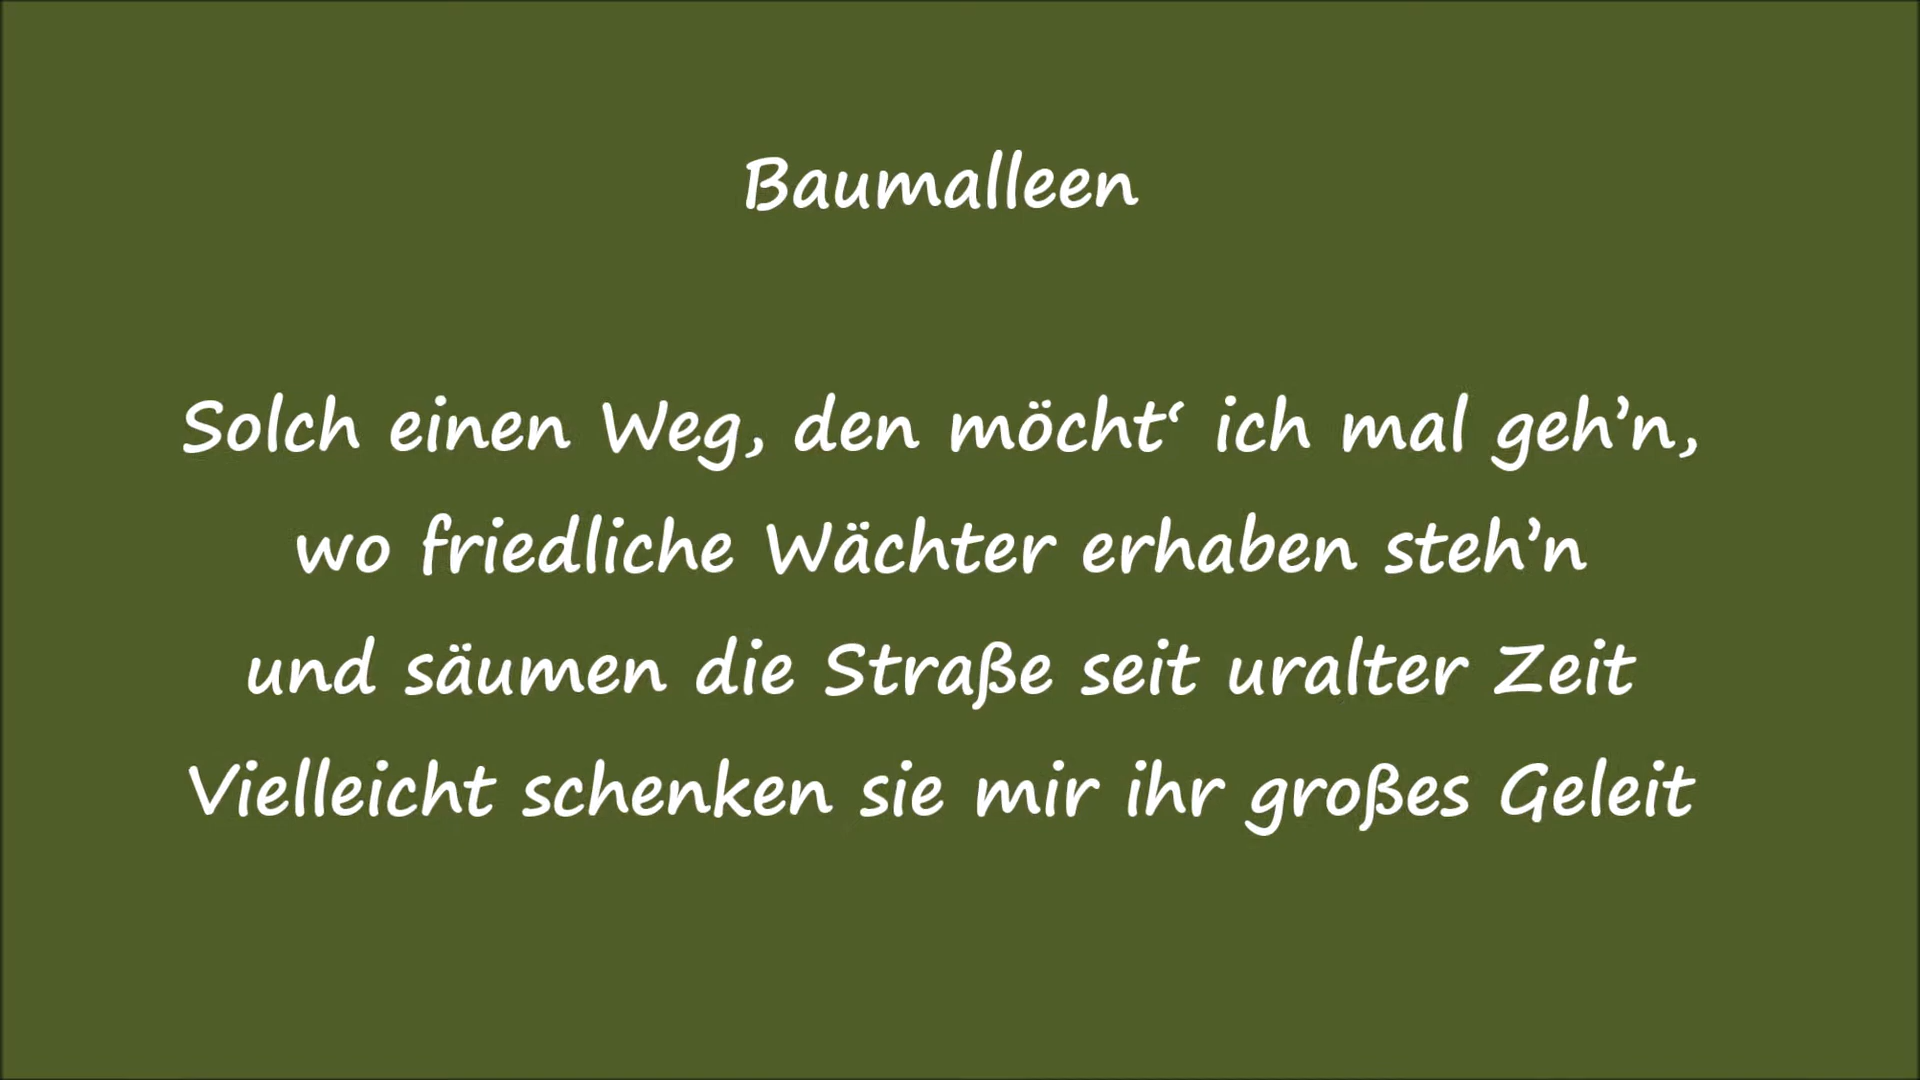 Baumalleen
Solch einen Weg, den möcht‘ ich mal geh’n,
wo friedliche Wächter erhaben steh’n
und säumen die Straße seit uralter Zeit
Vielleicht schenken sie mir ihr großes Geleit